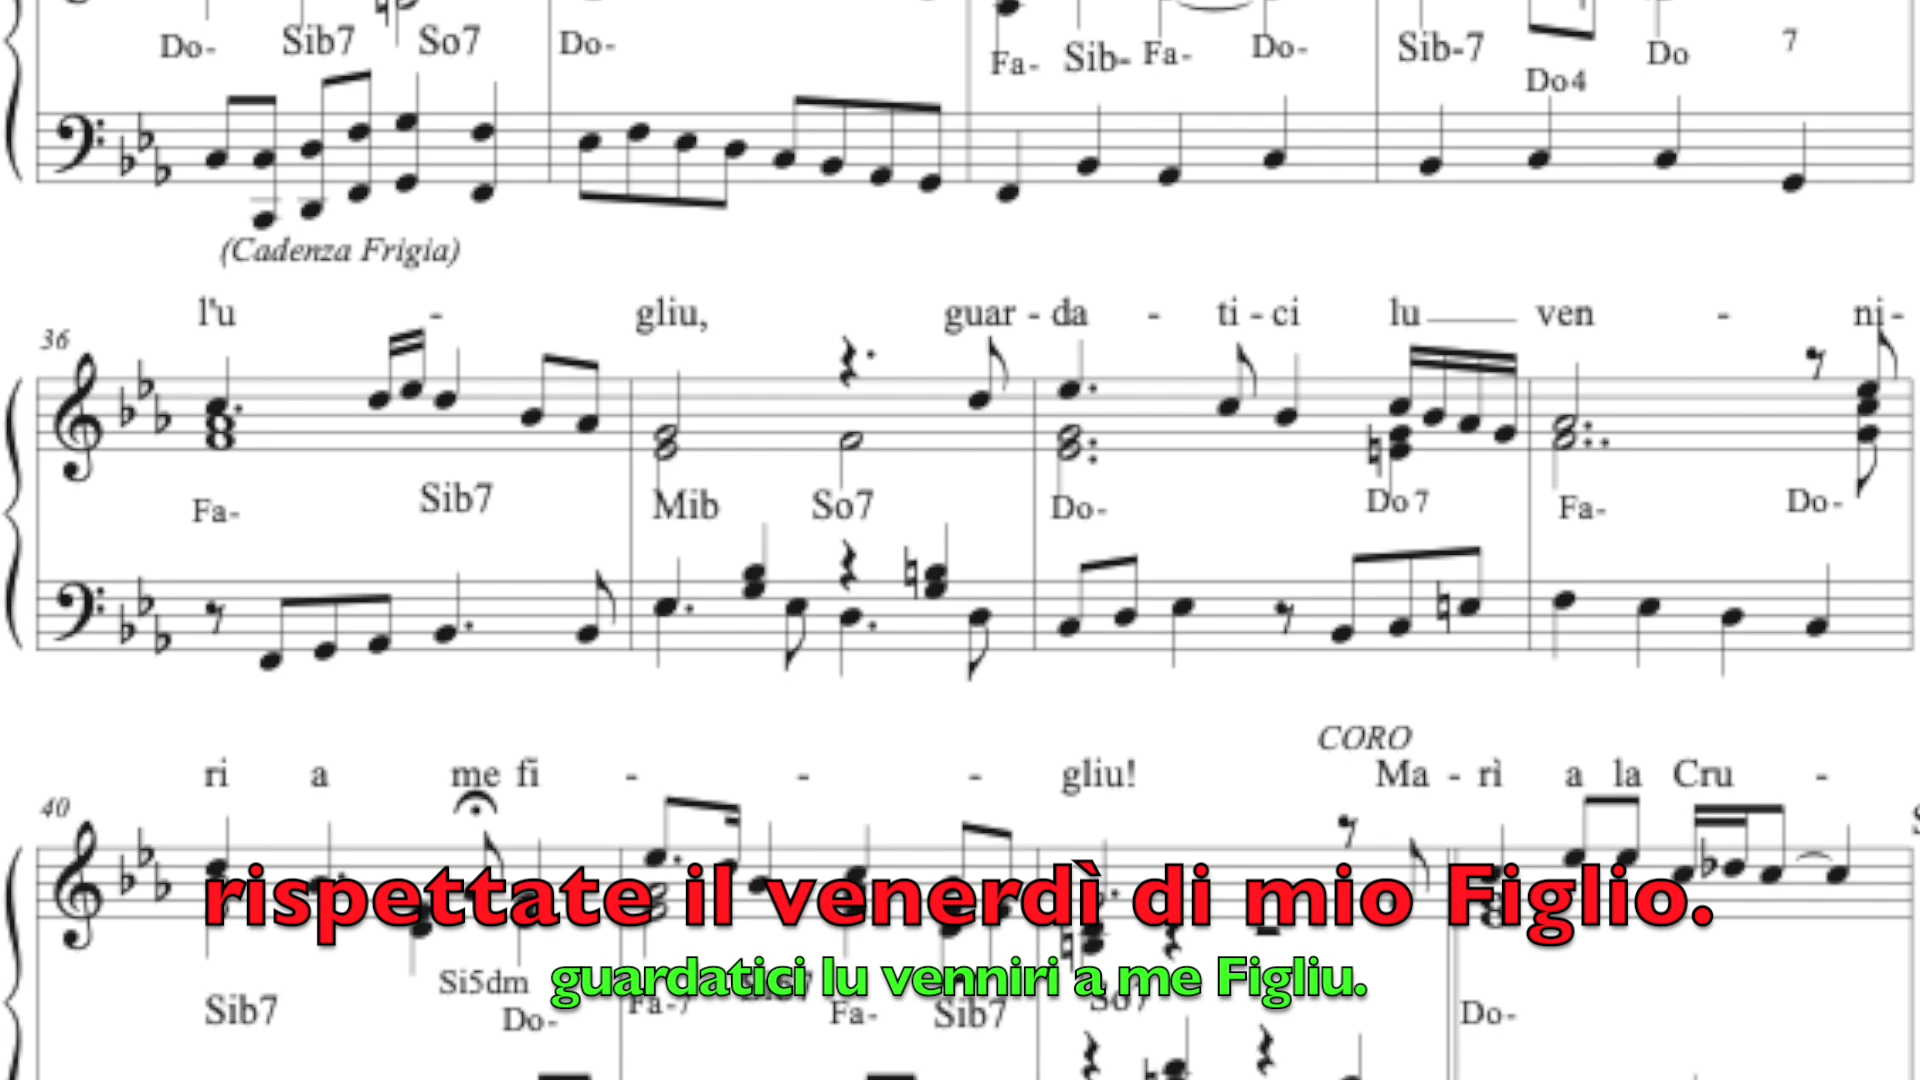 Do- Sib7 So7 Do- Fa- Sib- Fa- Do- Sib-7 Do4 Do 7
(Cadenza Frigia)
l'u - gliu, guar - da - ti - ci lu ven - ni -
36
Fa- Sib7 Mib So7 Do- Do7 Fa- Do-
CORO
ri a me fi - - - gliu! Ma - rì a la Cru -
40
rispettate il venerdì di mio Figlio.
guardatici lu venniri a me Figliu.
Sib7 Si5dm Do- Fa-7 Fa- Sib7 So7 Do-